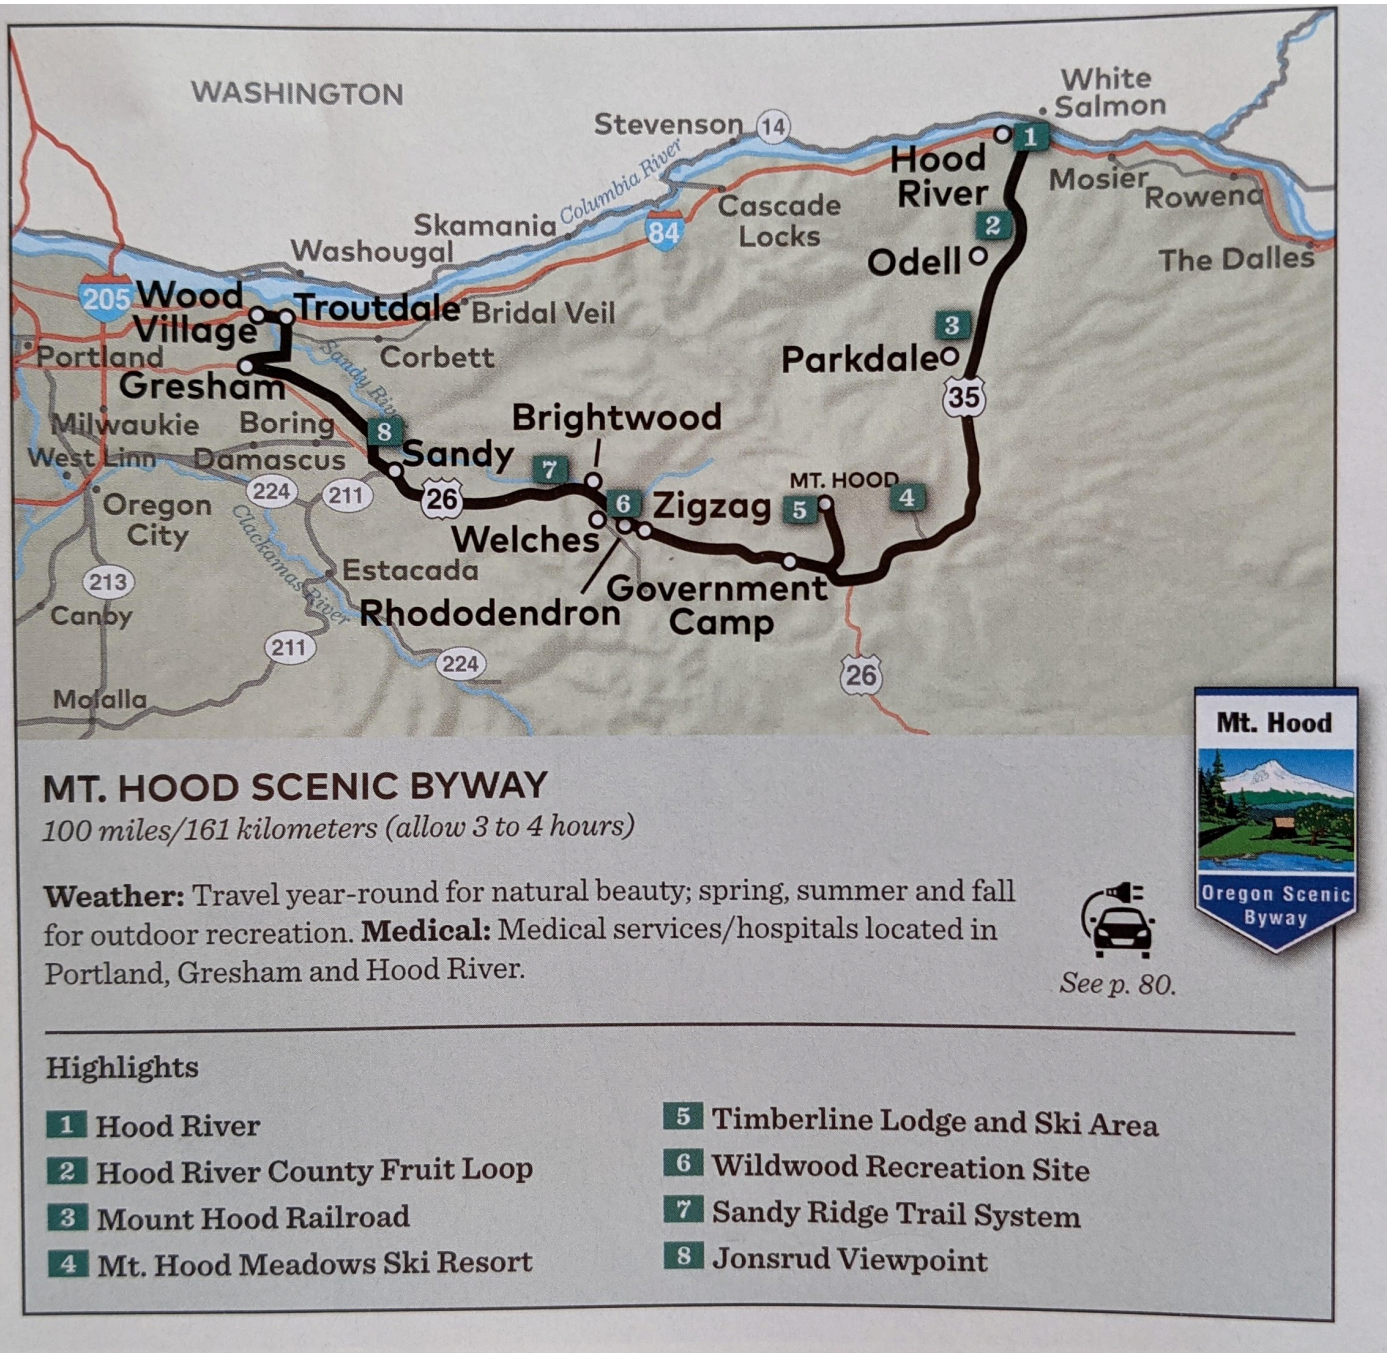 WASHINGTON
White
Salmon
Stevenson
14
1
Hood
River
Columbia River
Mosier
Rowena
Cascade
Locks
Skamania
84
2
Washougal
Odell
The Dalles
205
Wood
Village
Troutdale
Bridal Veil
3
Portland
Corbett
Parkdale
Gresham
Sandy River
35
Milwaukie
Boring
Brightwood
8
West Linn
Damascus
Sandy
7
MT. HOOD
4
224
211
26
6
Zigzag
5
Oregon
City
Welches
Clackamas River
213
Estacada
Government
Camp
Canby
Rhododendron
211
224
26
Molalla
Mt. Hood
Oregon Scenic
Byway
MT. HOOD SCENIC BYWAY
100 miles/161 kilometers (allow 3 to 4 hours)
Weather: Travel year-round for natural beauty; spring, summer and fall
for outdoor recreation. Medical: Medical services/hospitals located in
Portland, Gresham and Hood River.
See p. 80.
Highlights
1 Hood River
2 Hood River County Fruit Loop
3 Mount Hood Railroad
4 Mt. Hood Meadows Ski Resort
5 Timberline Lodge and Ski Area
6 Wildwood Recreation Site
7 Sandy Ridge Trail System
8 Jonsrud Viewpoint